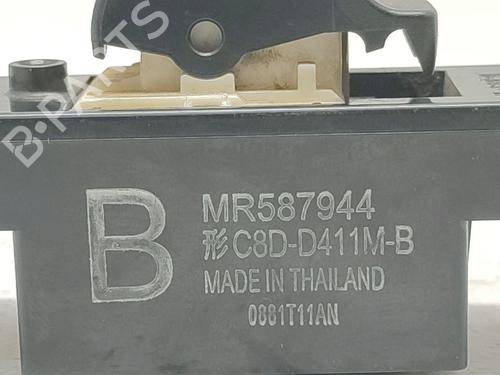 B-PARTS
B
MR587944
形C8D-D411M-B
MADE IN THAILAND
0881T11AN